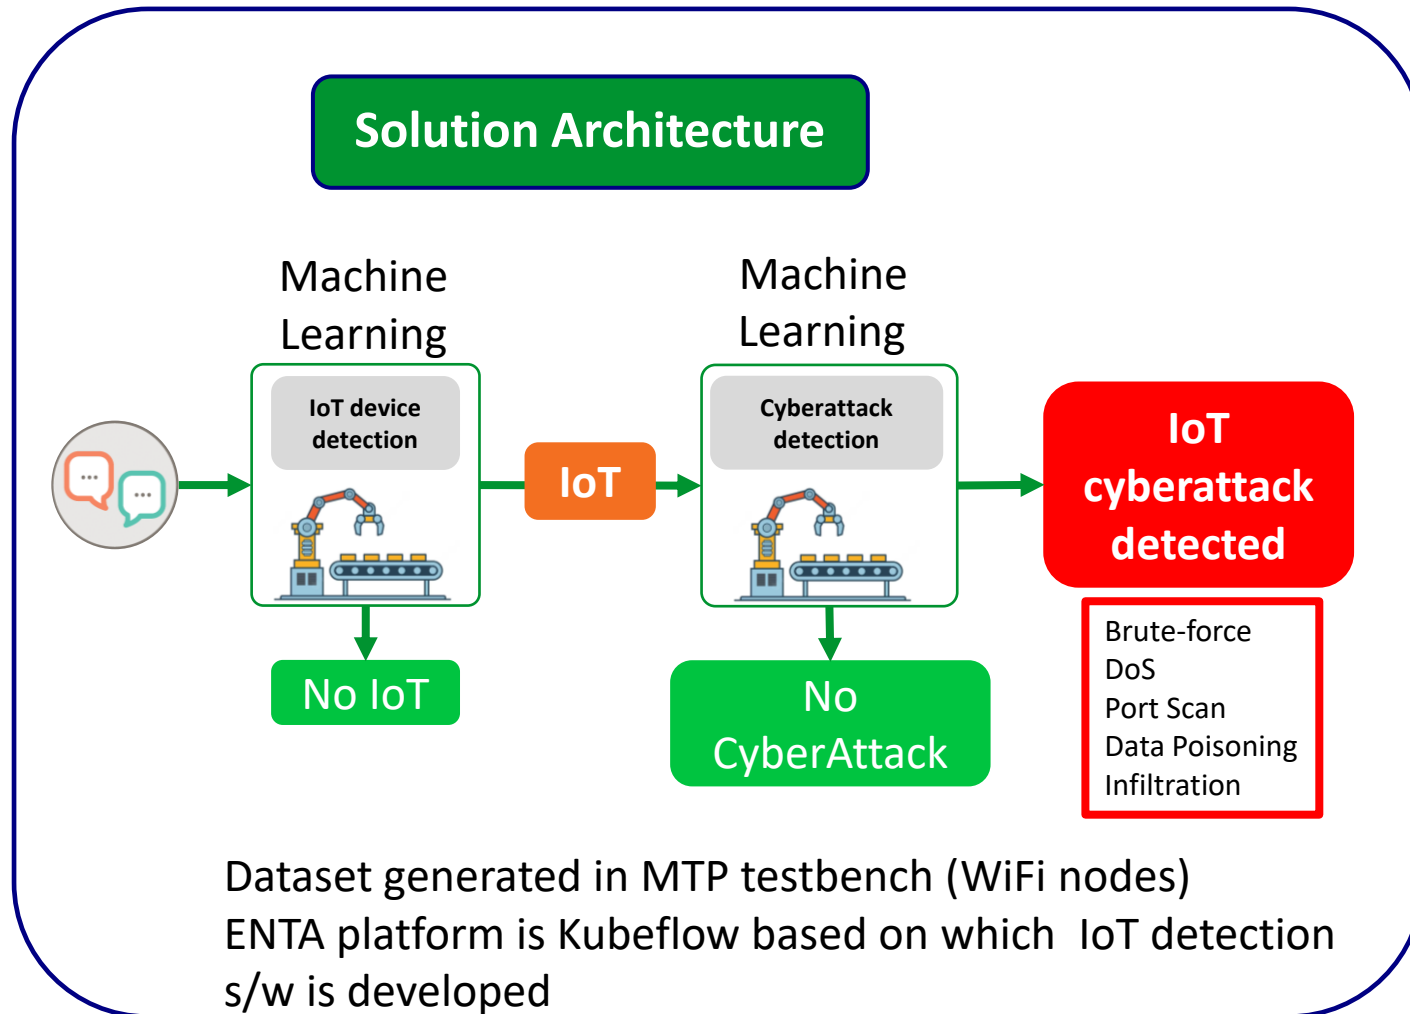 Solution Architecture
Machine
Learning
IoT device
detection
IoT
No IoT
Machine
Learning
Cyberattack
detection
No
CyberAttack
IoT
cyberattack
detected
Brute-force
DoS
Port Scan
Data Poisoning
Infiltration
Dataset generated in MTP testbench (WiFi nodes)
ENTA platform is Kubeflow based on which  IoT detection
s/w is developed